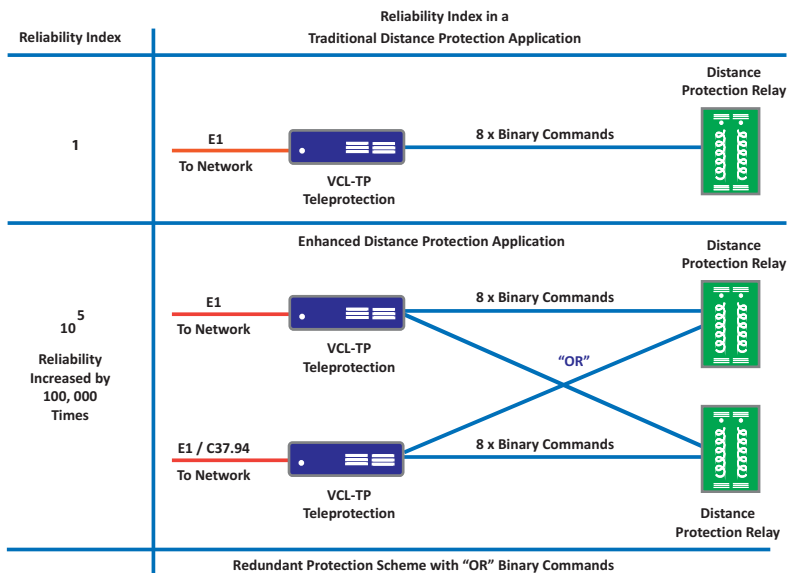 Reliability Index
Reliability Index in a
Traditional Distance Protection Application
1
E1
To Network
VCL-TP
Teleprotection
8 x Binary Commands
Distance
Protection Relay
Enhanced Distance Protection Application
10 5
Reliability
Increased by
100, 000
Times
E1
To Network
VCL-TP
Teleprotection
8 x Binary Commands
Distance
Protection Relay
“OR”
E1 / C37.94
To Network
VCL-TP
Teleprotection
8 x Binary Commands
Distance
Protection Relay
Redundant Protection Scheme with “OR” Binary Commands